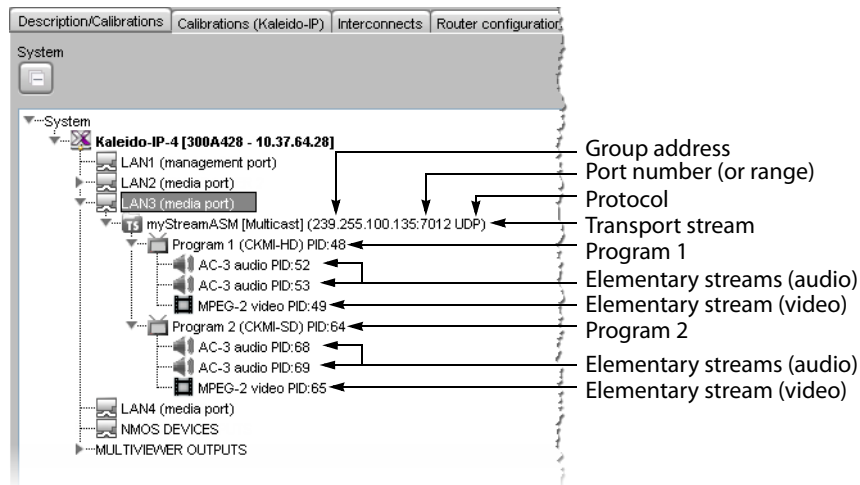 Description/Calibrations Calibrations (Kaleido-IP) Interconnects Router configuration
System
System
Kaleido-IP-4 [300A428 - 10.37.64.28]
LAN1 (management port)
LAN2 (media port)
LAN3 (media port)
myStreamASM [Multicast] (239.255.100.135:7012 UDP)
Program 1 (CKMI-HD) PID:48
AC-3 audio PID:52
AC-3 audio PID:53
MPEG-2 video PID:49
Program 2 (CKMI-SD) PID:64
AC-3 audio PID:68
AC-3 audio PID:69
MPEG-2 video PID:65
LAN4 (media port)
NMOS DEVICES
MULTIVIEWER OUTPUTS
Group address
Port number (or range)
Protocol
Transport stream
Program 1
Elementary streams (audio)
Elementary stream (video)
Program 2
Elementary streams (audio)
Elementary stream (video)